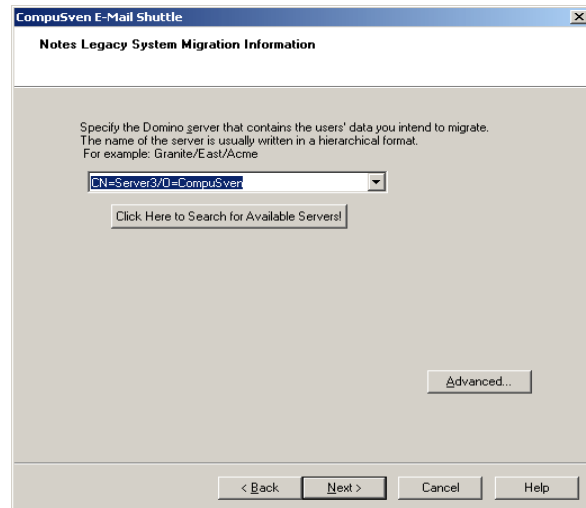 CompuSven E-Mail Shuttle
Notes Legacy System Migration Information
Specify the Domino server that contains the users' data you intend to migrate.
The name of the server is usually written in a hierarchical format.
For example: Granite/East/Acme
CN=Server3/O=CompuSven
Click Here to Search for Available Servers!
Advanced...
< Back Next > Cancel Help